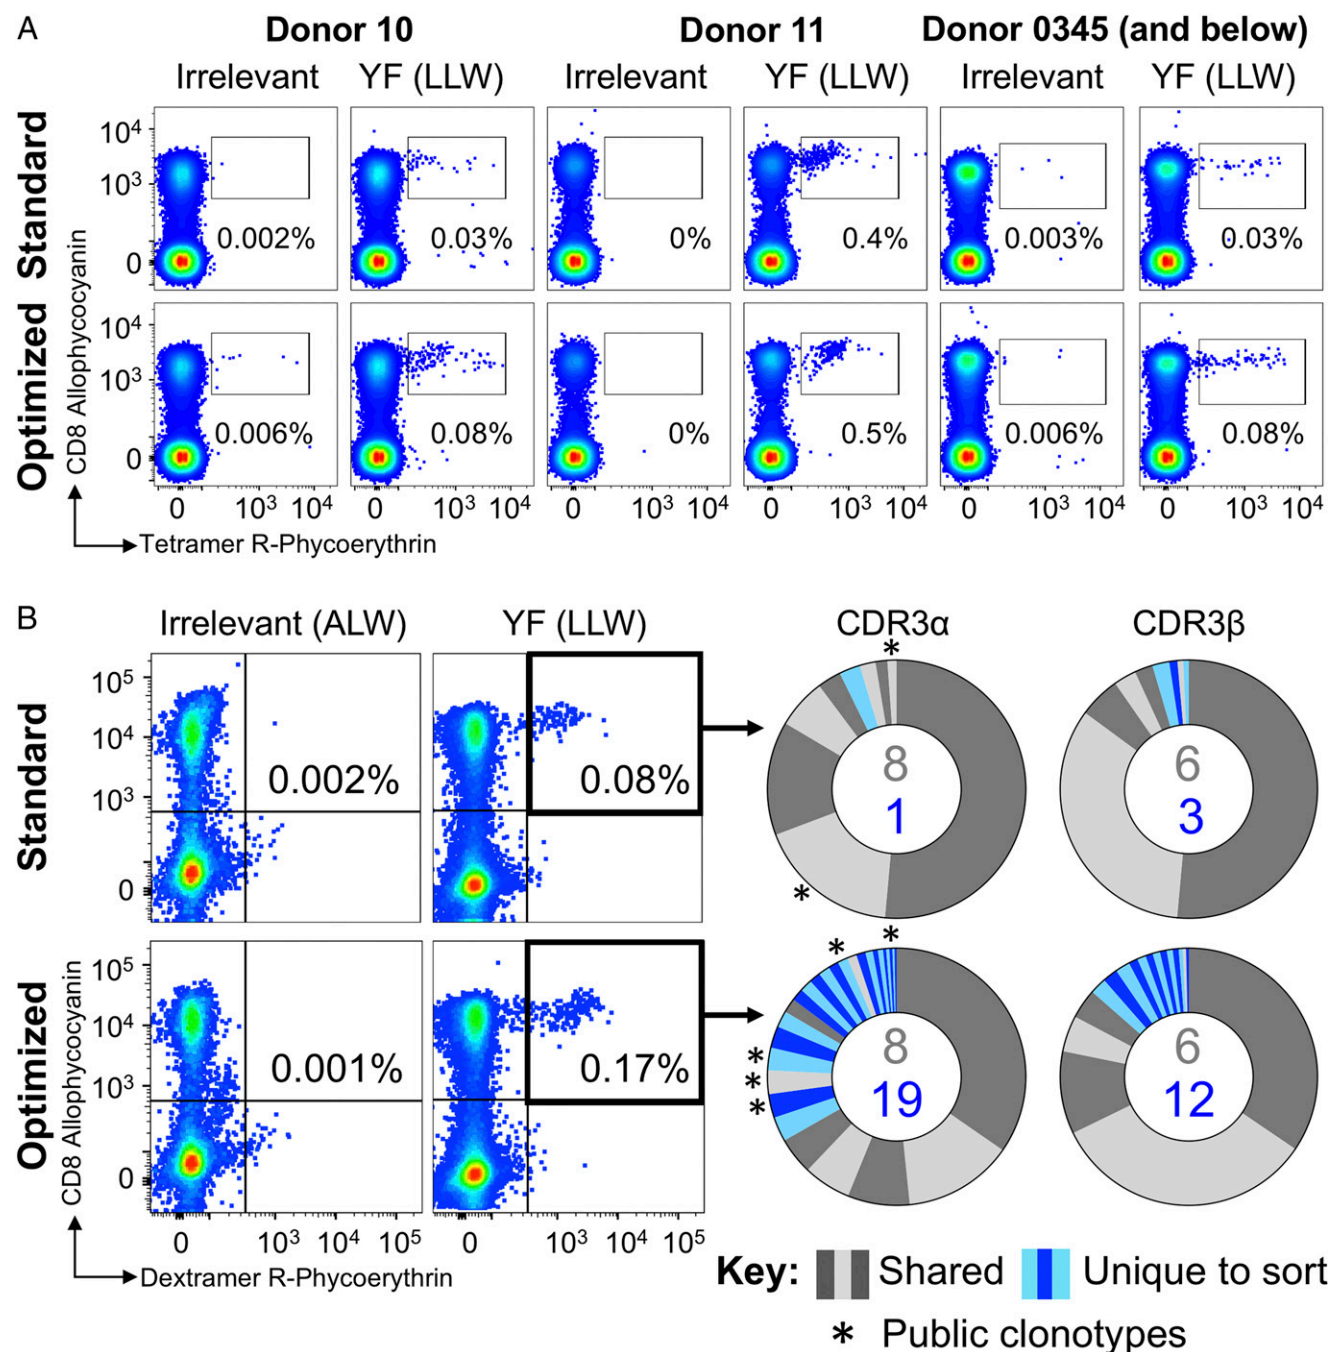 A
Donor 10 Donor 11 Donor 0345 (and below)
Irrelevant YF (LLW) Irrelevant YF (LLW) Irrelevant YF (LLW)
Standard
10⁴
10³
0
0.002% 0.03% 0% 0.4% 0.003% 0.03%
Optimized
10⁴
10³
0
0.006% 0.08% 0% 0.5% 0.006% 0.08%
0 10³ 10⁴ 0 10³ 10⁴ 0 10³ 10⁴ 0 10³ 10⁴ 0 10³ 10⁴ 0 10³ 10⁴
CD8 Allophycocyanin
Tetramer R-Phycoerythrin
B
Irrelevant (ALW) YF (LLW) CDR3α CDR3β
Standard
10⁵
10⁴
10³
0
0.002% 0.08%
*
*
8
1
6
3
Optimized
10⁵
10⁴
10³
0
0.001% 0.17%
* *
*
*
*
8
19
6
12
0 10³ 10⁵ 0 10³ 10⁵
CD8 Allophycocyanin
Dextramer R-Phycoerythrin
Key: Shared Unique to sort
* Public clonotypes